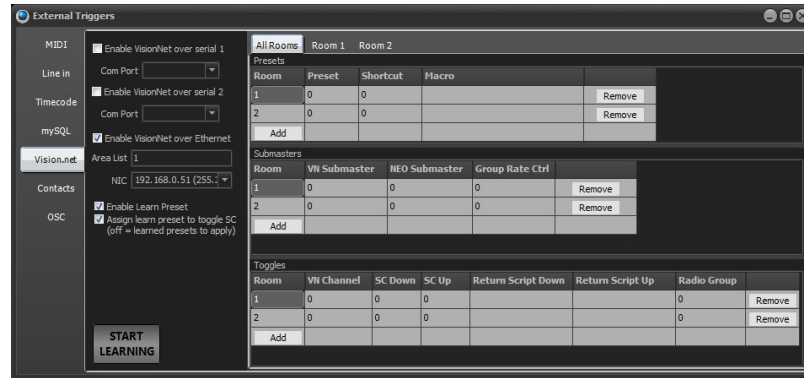 External Triggers
MIDI
Line in
Timecode
mySQL
Vision.net
Contacts
OSC
Enable VisionNet over serial 1
Com Port
Enable VisionNet over serial 2
Com Port
Enable VisionNet over Ethernet
Area List 1
NIC 192.168.0.51 (255.
Enable Learn Preset
Assign learn preset to toggle SC
(off = learned presets to apply)
START
LEARNING
All Rooms Room 1 Room 2
Presets
Room Preset Shortcut Macro
1 0 0 Remove
2 0 0 Remove
Add
Submasters
Room VN Submaster NEO Submaster Group Rate Ctrl
1 0 0 0 Remove
2 0 0 0 Remove
Add
Toggles
Room VN Channel SC Down SC Up Return Script Down Return Script Up Radio Group
1 0 0 0 0 Remove
2 0 0 0 0 Remove
Add